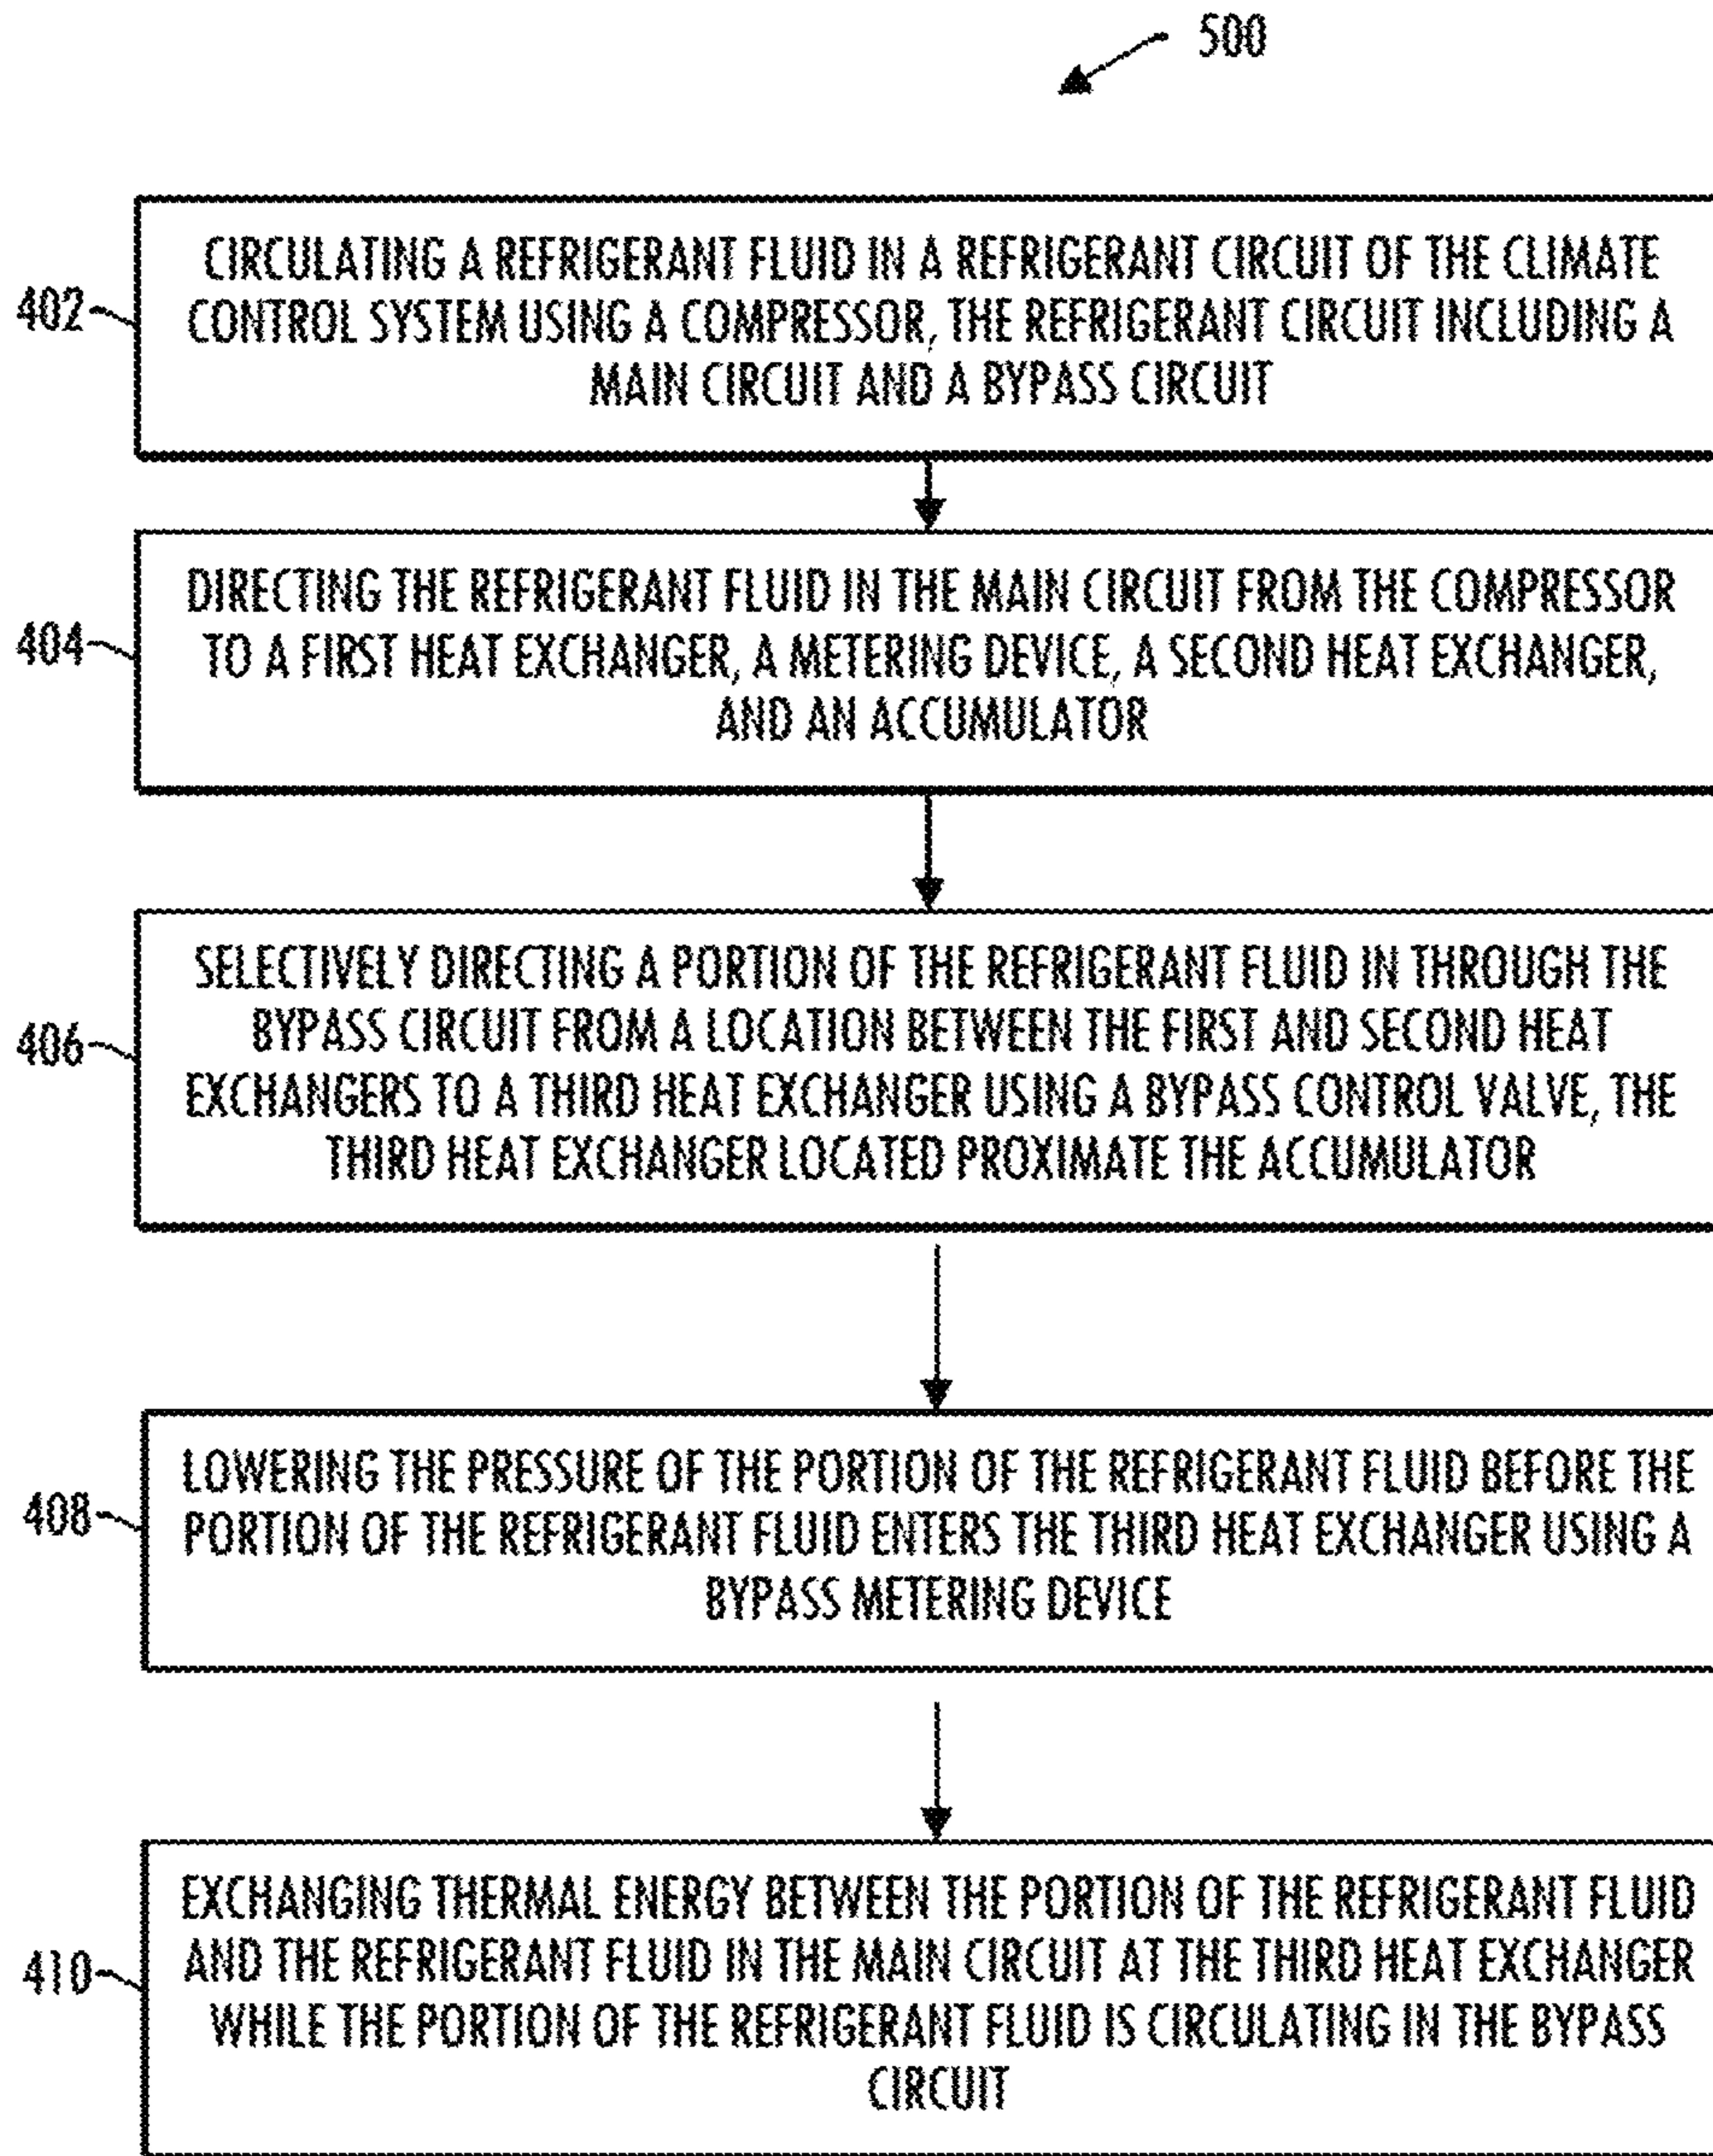 500
402
CIRCULATING A REFRIGERANT FLUID IN A REFRIGERANT CIRCUIT OF THE CLIMATE
CONTROL SYSTEM USING A COMPRESSOR, THE REFRIGERANT CIRCUIT INCLUDING A
MAIN CIRCUIT AND A BYPASS CIRCUIT
404
DIRECTING THE REFRIGERANT FLUID IN THE MAIN CIRCUIT FROM THE COMPRESSOR
TO A FIRST HEAT EXCHANGER, A METERING DEVICE, A SECOND HEAT EXCHANGER,
AND AN ACCUMULATOR
406
SELECTIVELY DIRECTING A PORTION OF THE REFRIGERANT FLUID IN THROUGH THE
BYPASS CIRCUIT FROM A LOCATION BETWEEN THE FIRST AND SECOND HEAT
EXCHANGERS TO A THIRD HEAT EXCHANGER USING A BYPASS CONTROL VALVE, THE
THIRD HEAT EXCHANGER LOCATED PROXIMATE THE ACCUMULATOR
408
LOWERING THE PRESSURE OF THE PORTION OF THE REFRIGERANT FLUID BEFORE THE
PORTION OF THE REFRIGERANT FLUID ENTERS THE THIRD HEAT EXCHANGER USING A
BYPASS METERING DEVICE
410
EXCHANGING THERMAL ENERGY BETWEEN THE PORTION OF THE REFRIGERANT FLUID
AND THE REFRIGERANT FLUID IN THE MAIN CIRCUIT AT THE THIRD HEAT EXCHANGER
WHILE THE PORTION OF THE REFRIGERANT FLUID IS CIRCULATING IN THE BYPASS
CIRCUIT